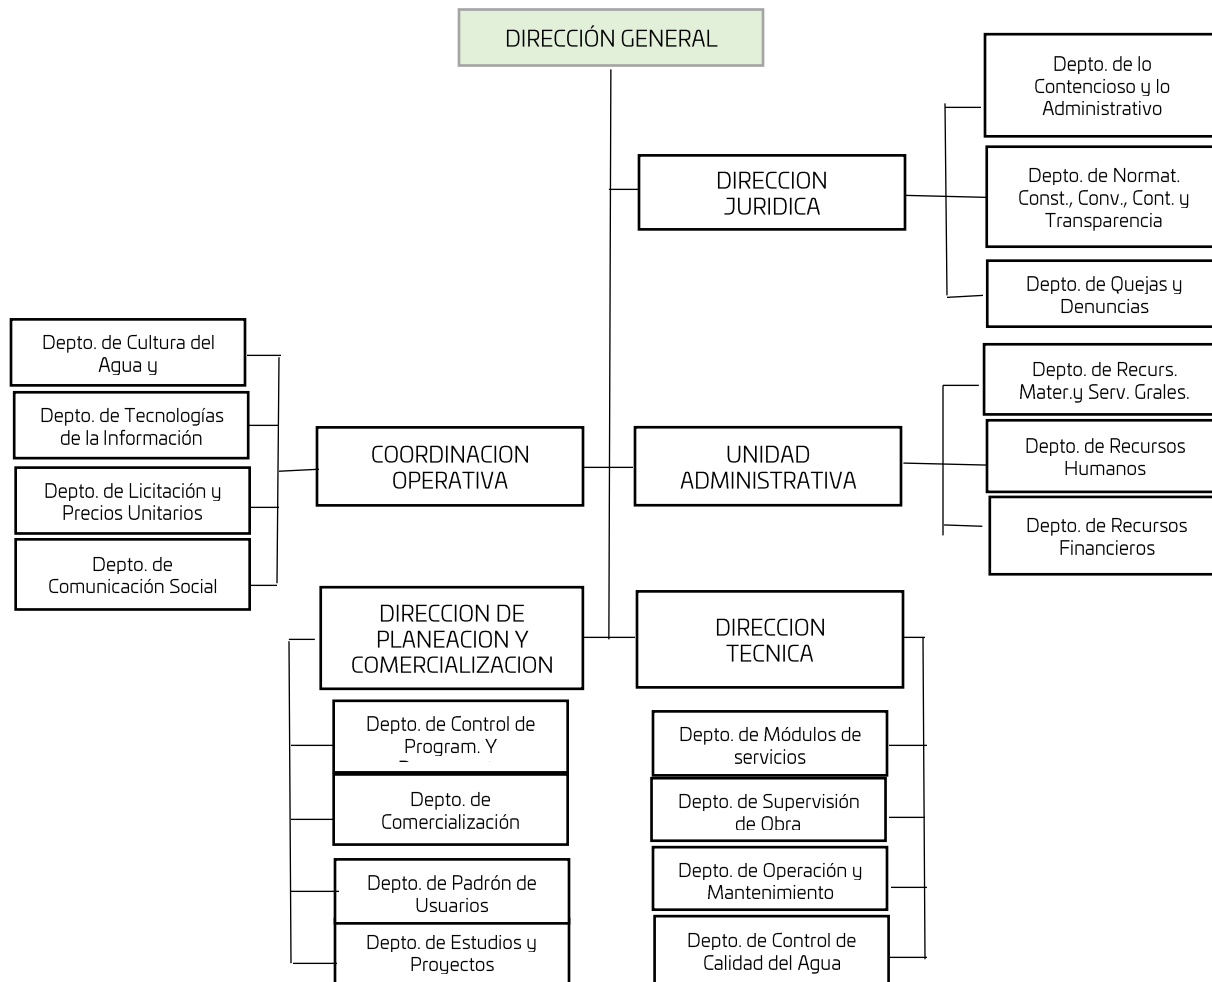 DIRECCIÓN GENERAL
Depto. de lo
Contencioso y lo
Administrativo
DIRECCION
JURIDICA
Depto. de Normat.
Const., Conv., Cont. y
Transparencia
Depto. de Quejas y
Denuncias
Depto. de Cultura del
Agua y
Depto. de Tecnologías
de la Información
Depto. de Licitación y
Precios Unitarios
Depto. de
Comunicación Social
COORDINACION
OPERATIVA
UNIDAD
ADMINISTRATIVA
Depto. de Recurs.
Mater.y Serv. Grales.
Depto. de Recursos
Humanos
Depto. de Recursos
Financieros
DIRECCION DE
PLANEACION Y
COMERCIALIZACION
DIRECCION
TECNICA
Depto. de Control de
Program. Y
Depto. de
Comercialización
Depto. de Padrón de
Usuarios
Depto. de Estudios y
Proyectos
Depto. de Módulos de
servicios
Depto. de Supervisión
de Obra
Depto. de Operación y
Mantenimiento
Depto. de Control de
Calidad del Agua